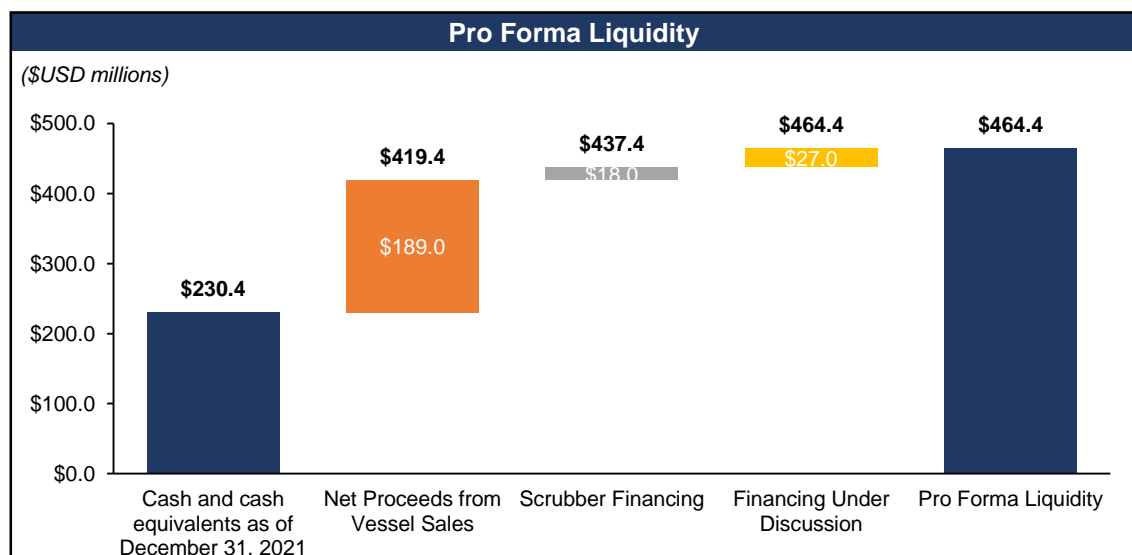 Pro Forma Liquidity
($USD millions)
$500.0
$400.0
$300.0
$200.0
$100.0
$0.0
$230.4
$419.4
$189.0
$437.4
$18.0
$464.4
$27.0
$464.4
Cash and cash
equivalents as of
December 31, 2021
Net Proceeds from
Vessel Sales
Scrubber Financing
Financing Under
Discussion
Pro Forma Liquidity